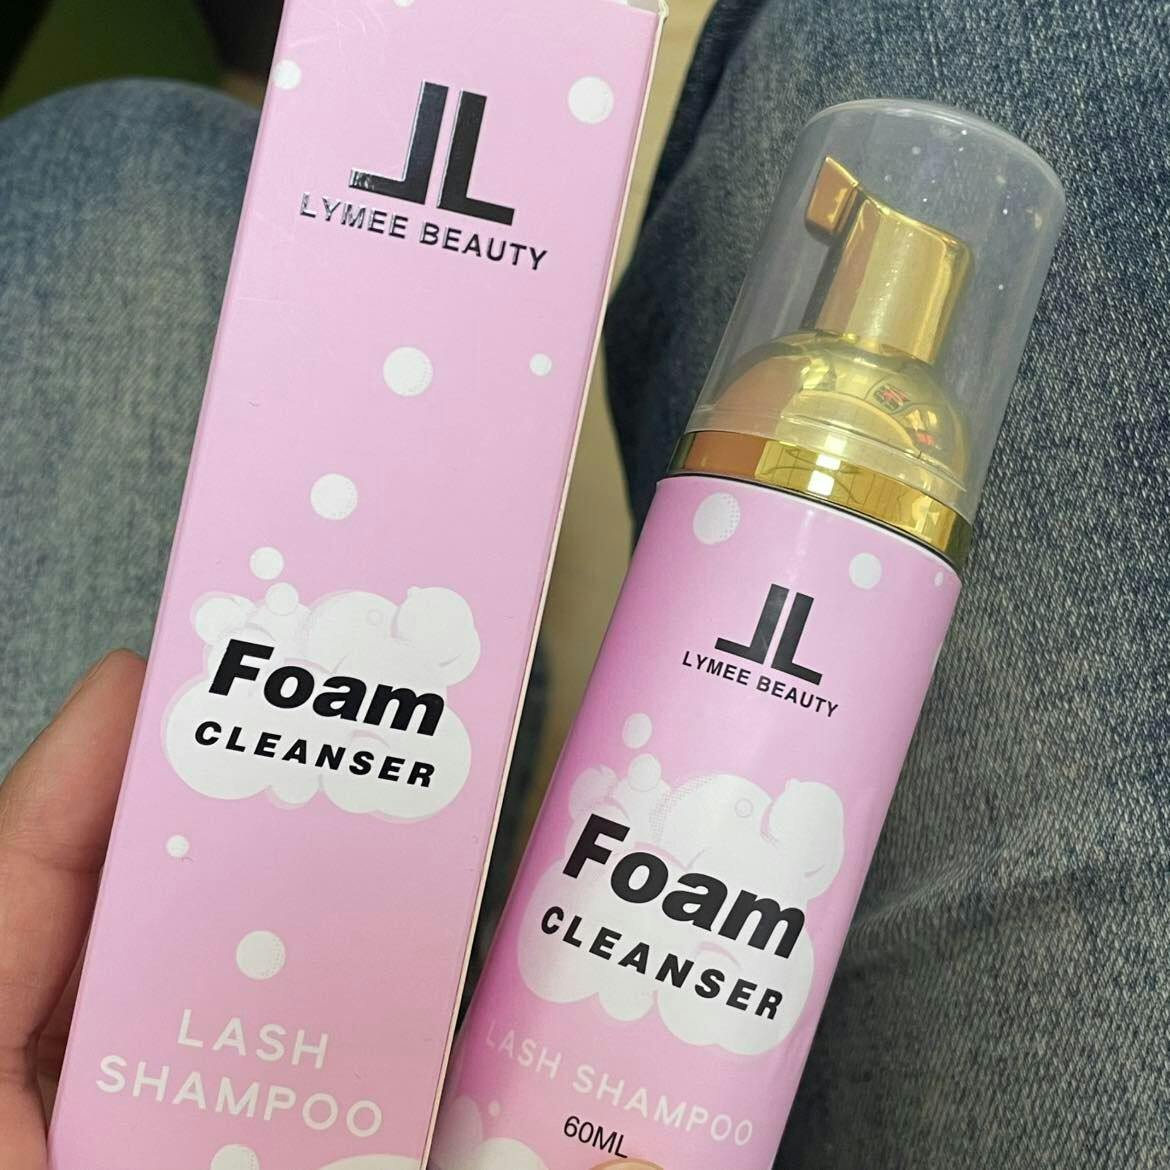 LYMEE BEAUTY
Foam
CLEANSER
LASH
SHAMPOO
LYMEE BEAUTY
Foam
CLEANSER
LASH SHAMPOO
60ML